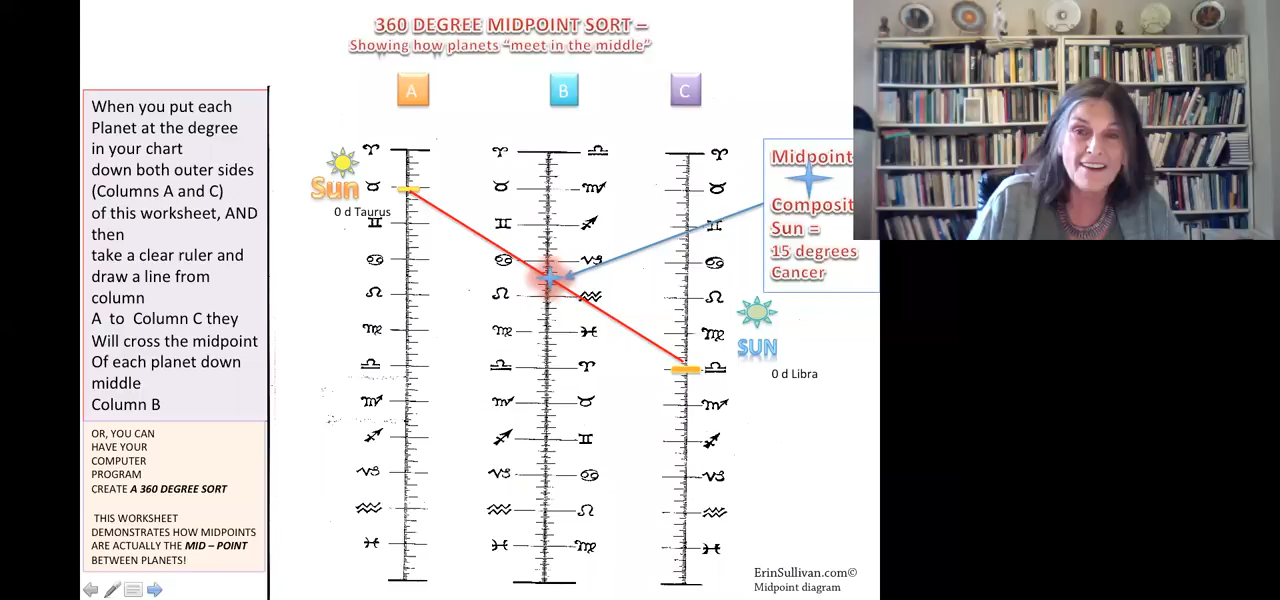 360 DEGREE MIDPOINT SORT –
Showing how planets “meet in the middle”
A
B
C
When you put each
Planet at the degree
in your chart
down both outer sides
(Columns A and C)
of this worksheet, AND
then
take a clear ruler and
draw a line from
column
A to Column C they
Will cross the midpoint
Of each planet down
middle
Column B
OR, YOU CAN
HAVE YOUR
COMPUTER
PROGRAM
CREATE A 360 DEGREE SORT
THIS WORKSHEET
DEMONSTRATES HOW MIDPOINTS
ARE ACTUALLY THE MID – POINT
BETWEEN PLANETS!
Sun
0 d Taurus
Midpoint
Composit
Sun =
15 degrees
Cancer
SUN
0 d Libra
ErinSullivan.com©
Midpoint diagram